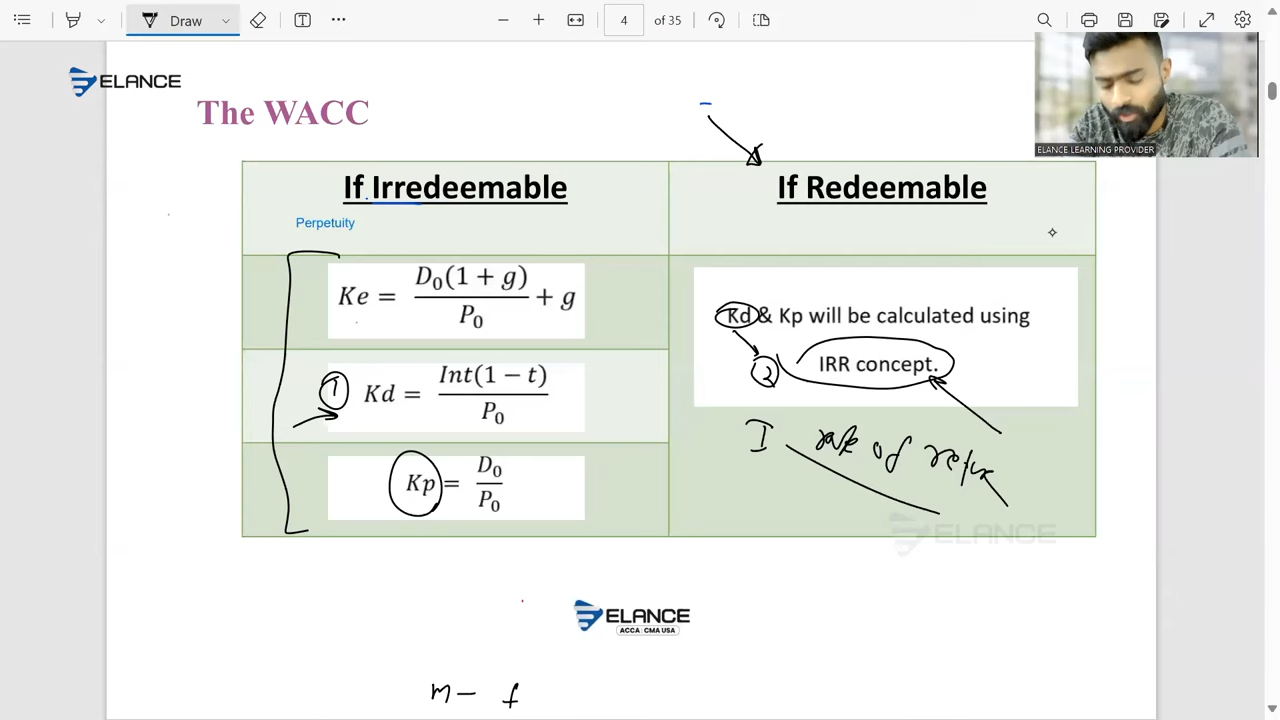 Draw
4 of 35
ELANCE
The WACC
ELANCE LEARNING PROVIDER
If Irredeemable
Perpetuity
If Redeemable
Ke = D₀(1 + g) / P₀ + g
① Kd = Int(1 − t) / P₀
Kp = D₀ / P₀
Kd & Kp will be calculated using
② IRR concept.
I rate of return
ELANCE
ELANCE
ACCA | CMA USA
m – f